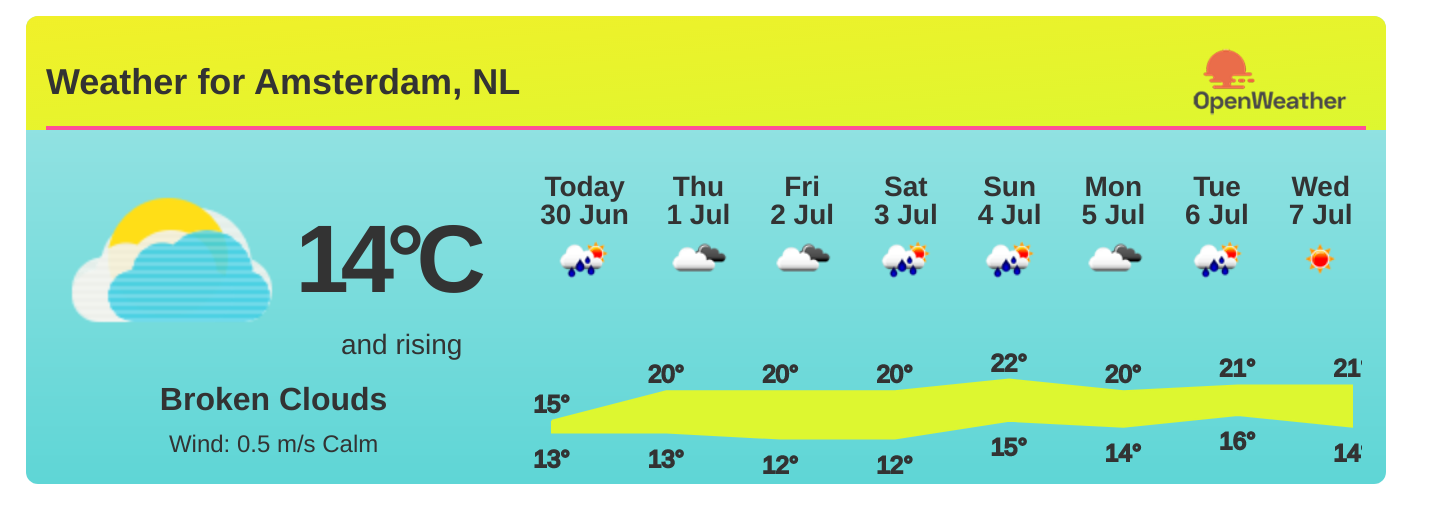 Weather for Amsterdam, NL
OpenWeather
14°C
and rising
Broken Clouds
Wind: 0.5 m/s Calm
Today Thu Fri Sat Sun Mon Tue Wed
30 Jun 1 Jul 2 Jul 3 Jul 4 Jul 5 Jul 6 Jul 7 Jul
15° 20° 20° 20° 22° 20° 21° 21°
13° 13° 12° 12° 15° 14° 16° 14°